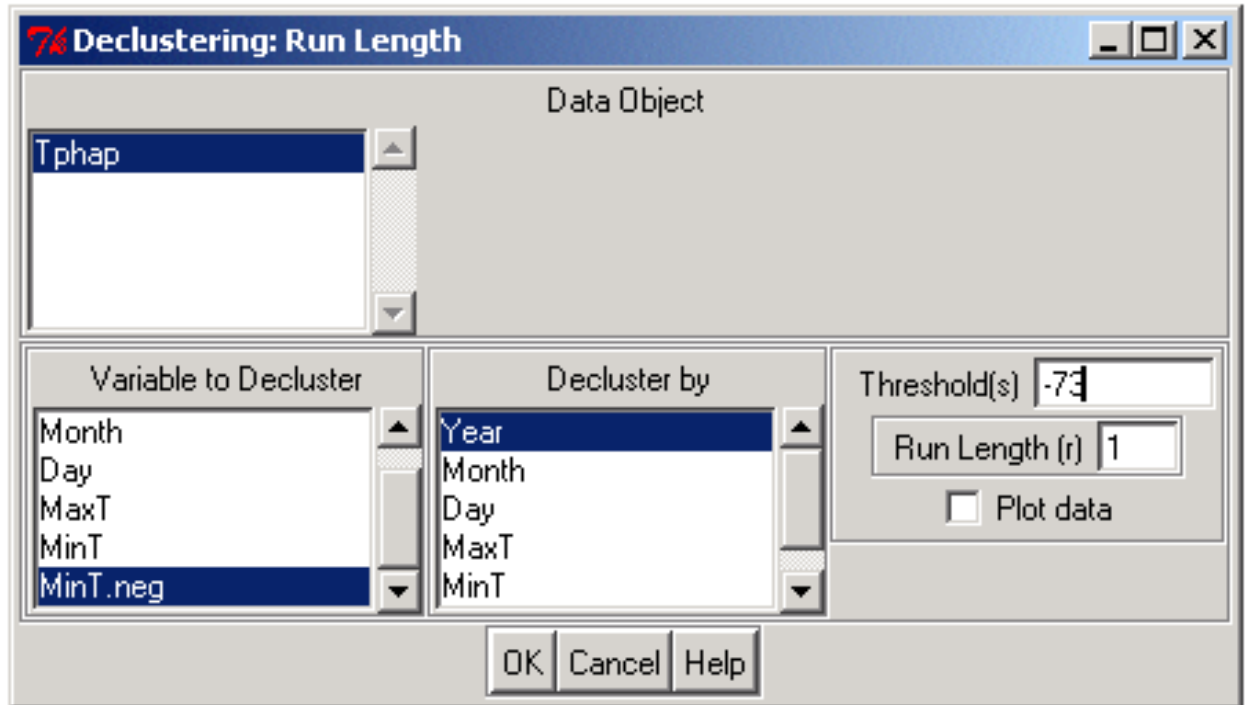 Declustering: Run Length
Data Object
Tphap
Variable to Decluster
Month
Day
MaxT
MinT
MinT.neg
Decluster by
Year
Month
Day
MaxT
MinT
Threshold(s) -73
Run Length (r) 1
Plot data
OK Cancel Help